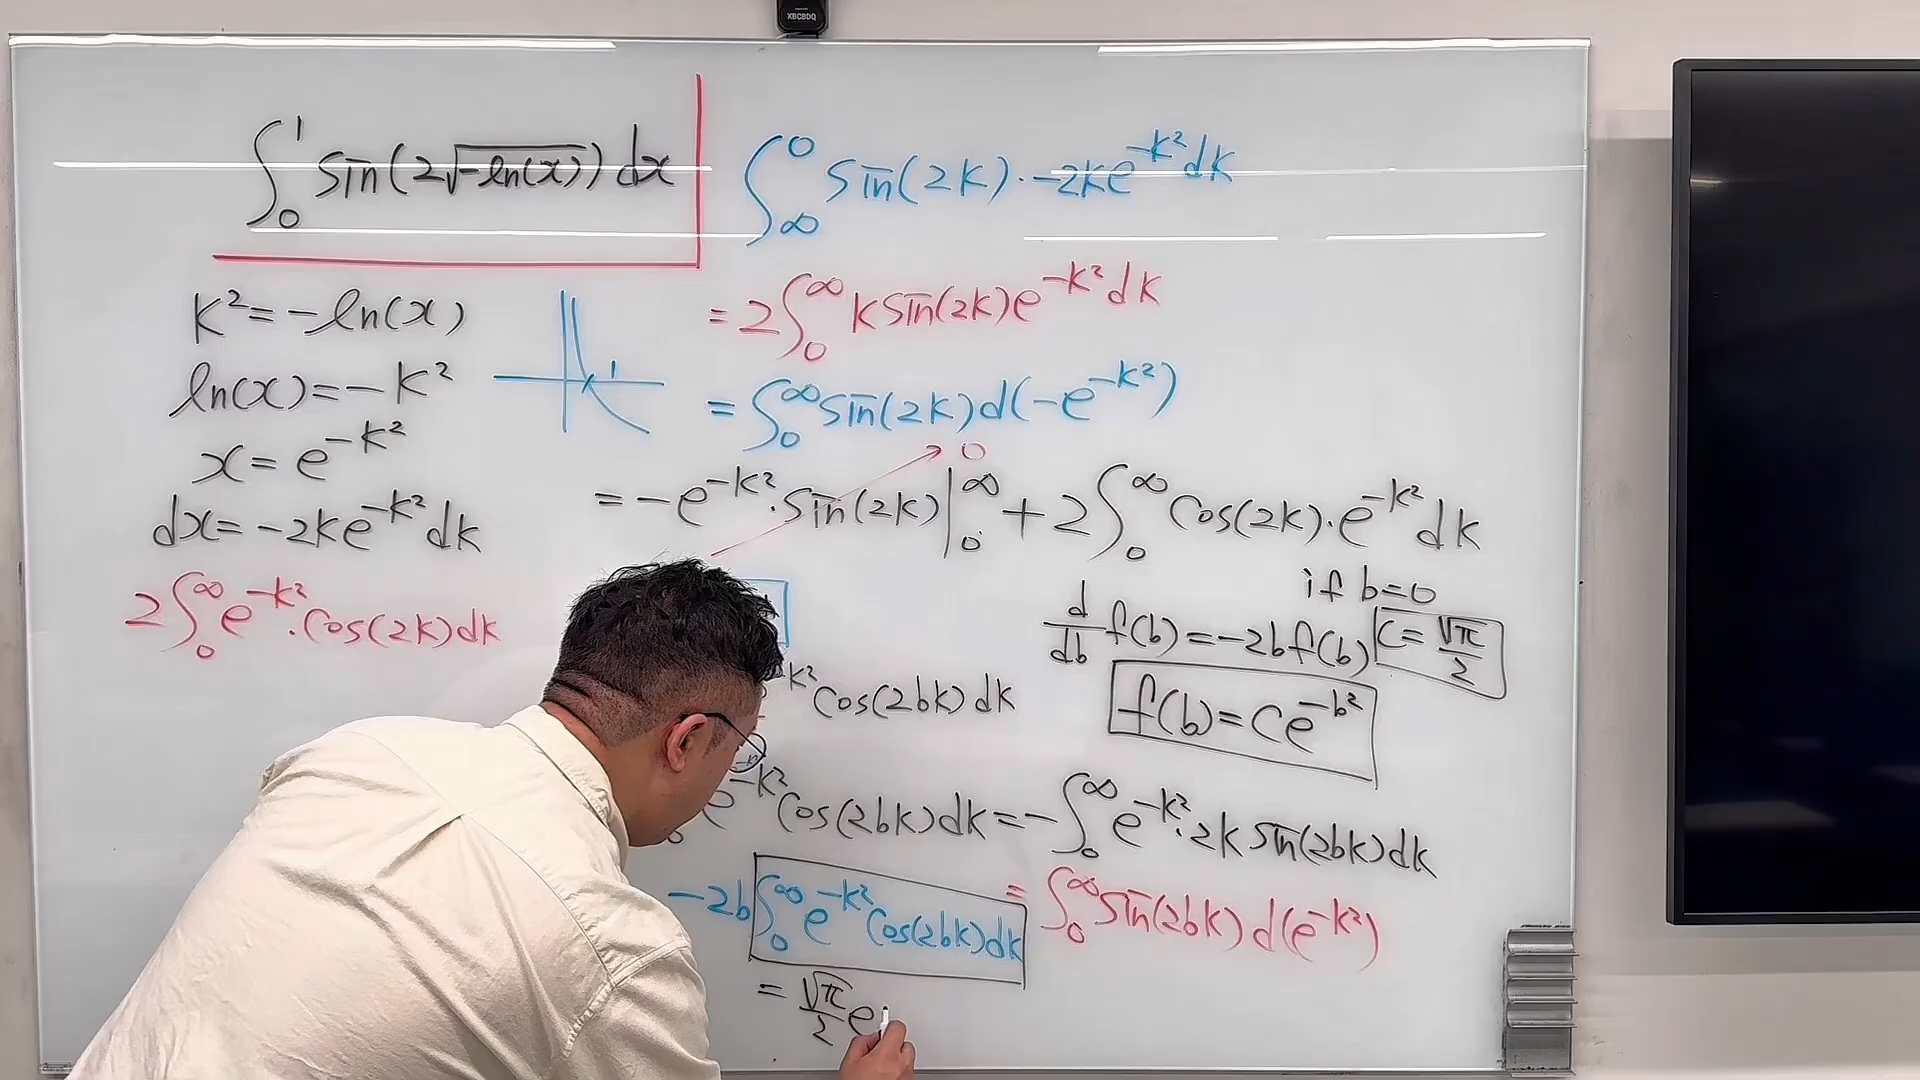 XBCBDQ
∫₀¹ sin(2√(-ln(x))) dx
k² = -ln(x)
ln(x) = -k²
x = e^{-k²}
dx = -2ke^{-k²}dk
2∫₀^∞ e^{-k²}·cos(2k)dk
1
∫_∞^0 sin(2k)·-2ke^{-k²}dk
= 2∫₀^∞ k sin(2k)e^{-k²}dk
= ∫₀^∞ sin(2k)d(-e^{-k²})
0
= -e^{-k²}·sin(2k)|₀^∞ + 2∫₀^∞ cos(2k)·e^{-k²}dk
if b=0
d/db f(b) = -2bf(b)
C = √π/2
f(b) = Ce^{-b²}
k² cos(2bk)dk
₀ e^{-k²}cos(2bk)dk = -∫₀^∞ e^{-k²}·2k sin(2bk)dk
-2b∫₀^∞ e^{-k²}cos(2bk)dk
= ∫₀^∞ sin(2bk)d(e^{-k²})
= √π/2 e